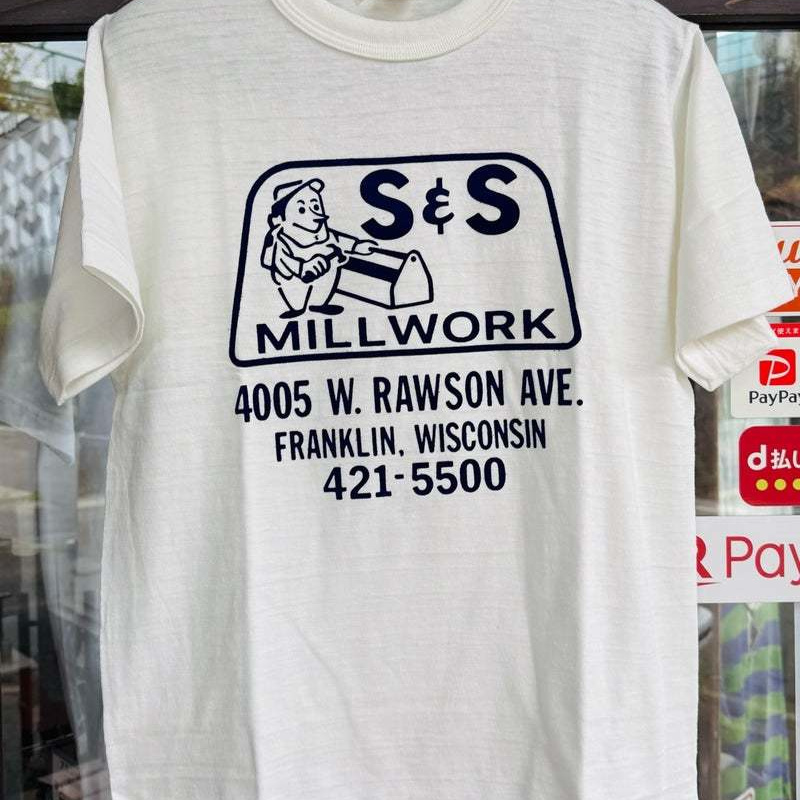 S & S
MILLWORK
4005 W. RAWSON AVE.
FRANKLIN, WISCONSIN
421-5500
PayPay
d払い
R Pay